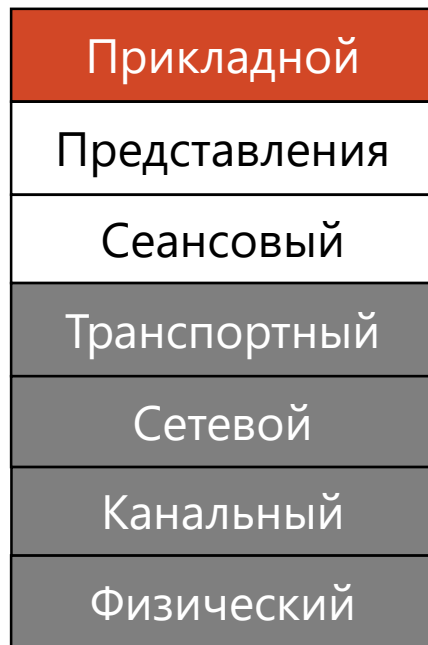 Прикладной
Представления
Сеансовый
Транспортный
Сетевой
Канальный
Физический